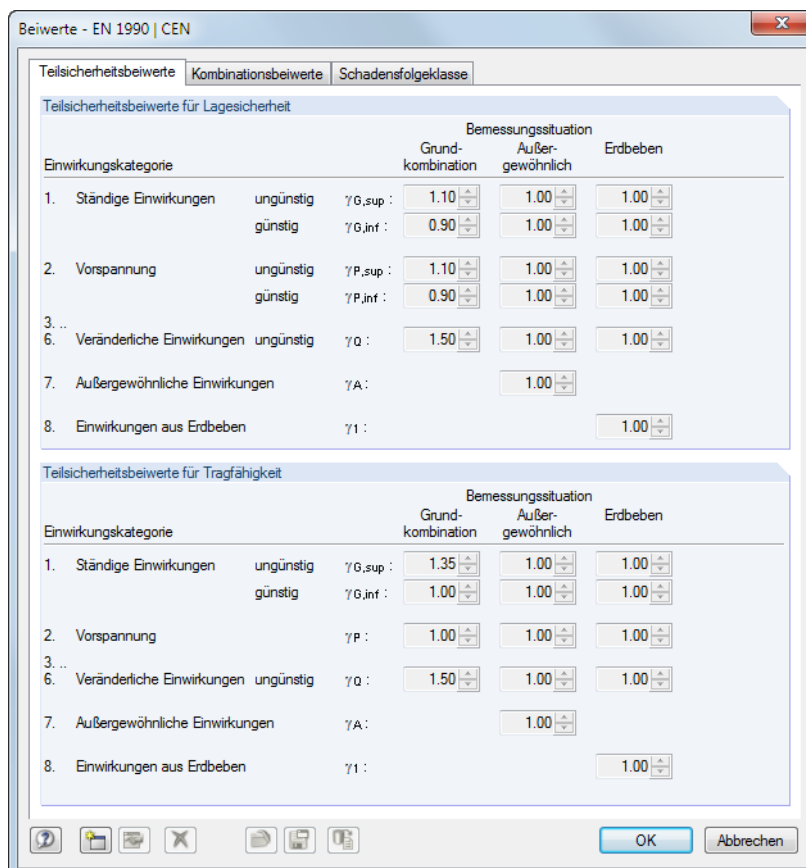 Beiwerte - EN 1990 | CEN
Teilsicherheitsbeiwerte Kombinationsbeiwerte Schadensfolgeklasse
Teilsicherheitsbeiwerte für Lagesicherheit
Bemessungssituation
Grund- Außer- Erdbeben
Einwirkungskategorie kombination gewöhnlich
1. Ständige Einwirkungen ungünstig γG,sup : 1.10 1.00 1.00
günstig γG,inf : 0.90 1.00 1.00
2. Vorspannung ungünstig γP,sup : 1.10 1.00 1.00
günstig γP,inf : 0.90 1.00 1.00
3. ..
6. Veränderliche Einwirkungen ungünstig γQ : 1.50 1.00 1.00
7. Außergewöhnliche Einwirkungen γA : 1.00
8. Einwirkungen aus Erdbeben γ1 : 1.00
Teilsicherheitsbeiwerte für Tragfähigkeit
Bemessungssituation
Grund- Außer- Erdbeben
Einwirkungskategorie kombination gewöhnlich
1. Ständige Einwirkungen ungünstig γG,sup : 1.35 1.00 1.00
günstig γG,inf : 1.00 1.00 1.00
2. Vorspannung γP : 1.00 1.00 1.00
3. ..
6. Veränderliche Einwirkungen ungünstig γQ : 1.50 1.00 1.00
7. Außergewöhnliche Einwirkungen γA : 1.00
8. Einwirkungen aus Erdbeben γ1 : 1.00
OK Abbrechen